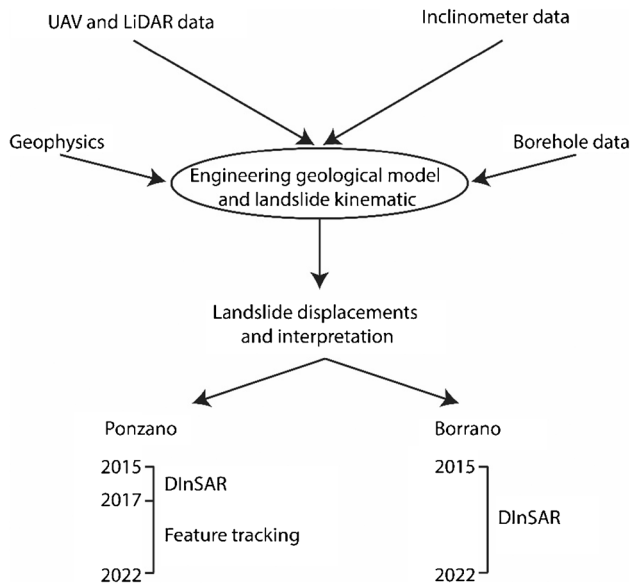 UAV and LiDAR data
Inclinometer data
Geophysics
Borehole data
Engineering geological model
and landslide kinematic
Landslide displacements
and interpretation
Ponzano
2015
DInSAR
2017
Feature tracking
2022
Borrano
2015
DInSAR
2022